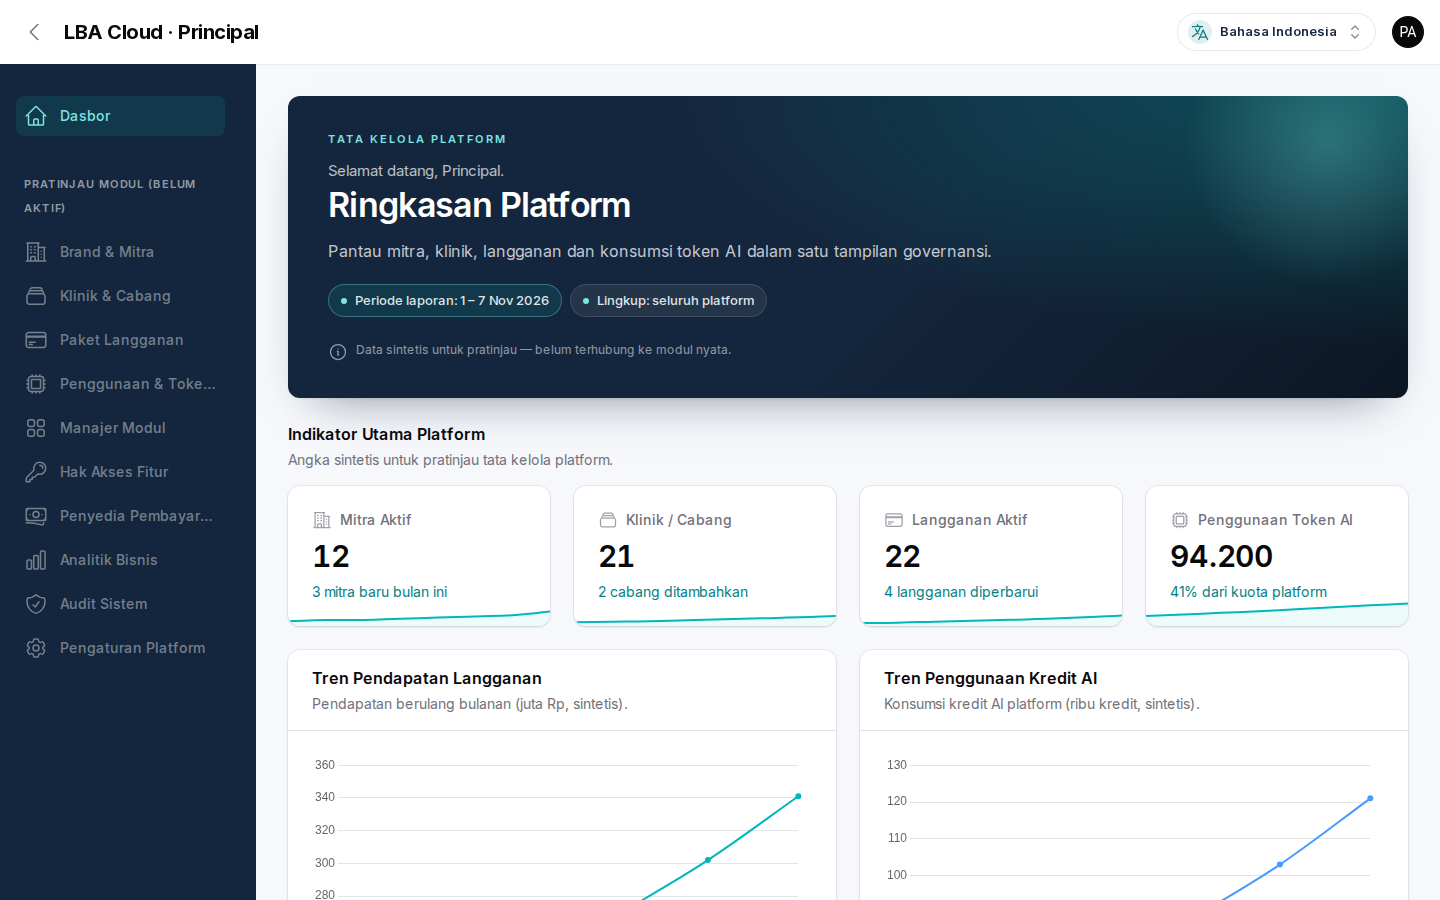 LBA Cloud · Principal
Bahasa Indonesia
PA
Dasbor
PRATINJAU MODUL (BELUM
AKTIF)
Brand & Mitra
Klinik & Cabang
Paket Langganan
Penggunaan & Toke...
Manajer Modul
Hak Akses Fitur
Penyedia Pembayar...
Analitik Bisnis
Audit Sistem
Pengaturan Platform
TATA KELOLA PLATFORM
Selamat datang, Principal.
Ringkasan Platform
Pantau mitra, klinik, langganan dan konsumsi token AI dalam satu tampilan governansi.
Periode laporan: 1 – 7 Nov 2026
Lingkup: seluruh platform
Data sintetis untuk pratinjau — belum terhubung ke modul nyata.
Indikator Utama Platform
Angka sintetis untuk pratinjau tata kelola platform.
Mitra Aktif
12
3 mitra baru bulan ini
Klinik / Cabang
21
2 cabang ditambahkan
Langganan Aktif
22
4 langganan diperbarui
Penggunaan Token AI
94.200
41% dari kuota platform
Tren Pendapatan Langganan
Pendapatan berulang bulanan (juta Rp, sintetis).
360
340
320
300
280
Tren Penggunaan Kredit AI
Konsumsi kredit AI platform (ribu kredit, sintetis).
130
120
110
100